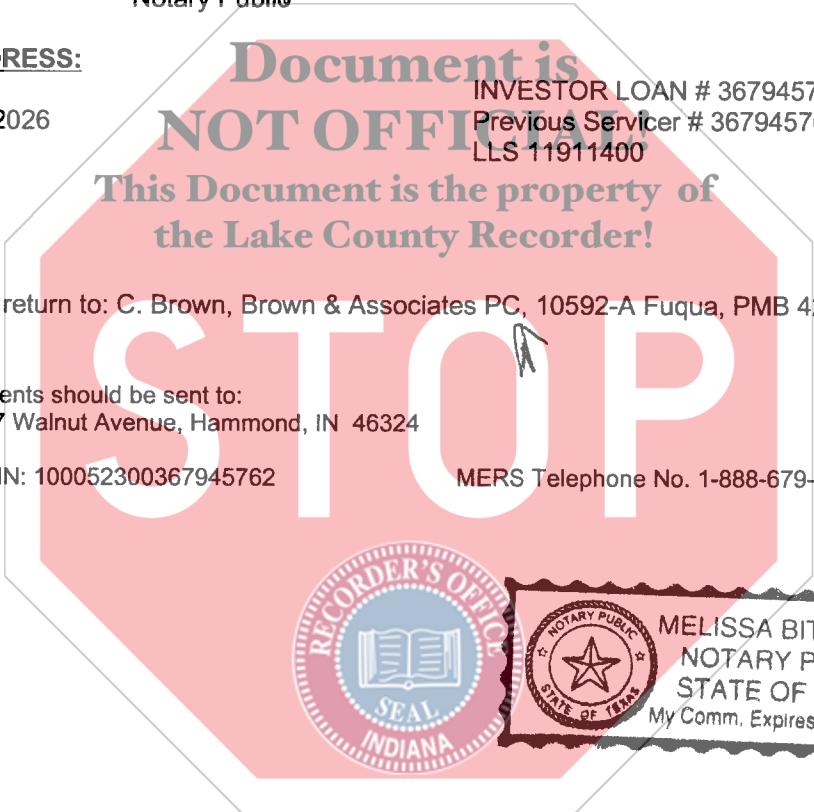 Notary Public
RESS:
Document is
NOT OFFICIAL!
This Document is the property of
the Lake County Recorder!
2026
INVESTOR LOAN # 3679457
Previous Servicer # 3679457
LLS 11911400
return to: C. Brown, Brown & Associates PC, 10592-A Fuqua, PMB 4
STOP
ents should be sent to:
7 Walnut Avenue, Hammond, IN 46324
IN: 100052300367945762
MERS Telephone No. 1-888-679-
RECORDER'S OFFICE
SEAL
INDIANA
NOTARY PUBLIC
STATE OF TEXAS
MELISSA BIT
NOTARY P
STATE OF
My Comm. Expires